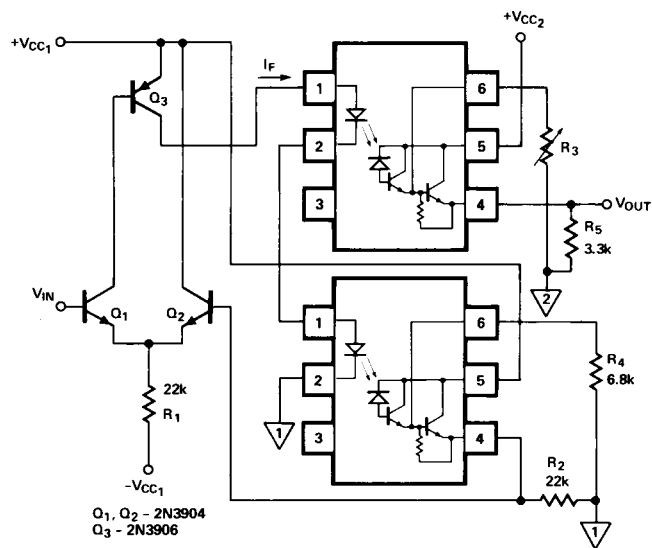 +VCC1
+VCC2
IF
Q3
1
2
3
6
5
4
R3
VOUT
R5
3.3k
2
VIN
Q1
Q2
1
2
3
6
5
4
R4
6.8k
22k
R1
1
R2
22k
1
−VCC1
Q1, Q2 – 2N3904
Q3 – 2N3906